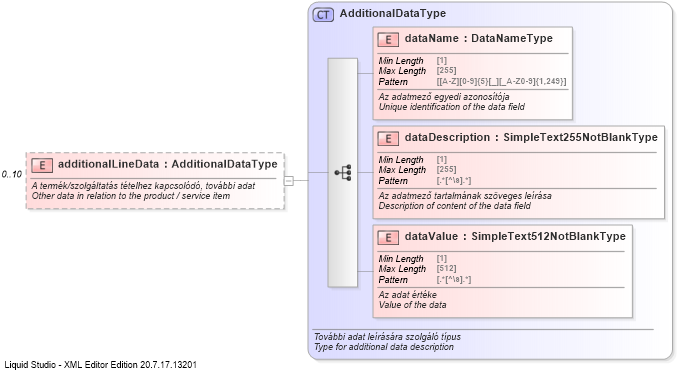 CT AdditionalDataType
E dataName : DataNameType
Min Length [1]
Max Length [255]
Pattern [[A-Z][0-9]{5}[_][_A-Z0-9]{1,249}]
Az adatmező egyedi azonosítója
Unique identification of the data field
E dataDescription : SimpleText255NotBlankType
Min Length [1]
Max Length [255]
Pattern [.*[^\s].*]
Az adatmező tartalmának szöveges leírása
Description of content of the data field
0..10
E additionalLineData : AdditionalDataType
A termék/szolgáltatás tételhez kapcsolódó, további adat
Other data in relation to the product / service item
E dataValue : SimpleText512NotBlankType
Min Length [1]
Max Length [512]
Pattern [.*[^\s].*]
Az adat értéke
Value of the data
További adat leírására szolgáló típus
Type for additional data description
Liquid Studio - XML Editor Edition 20.7.17.13201